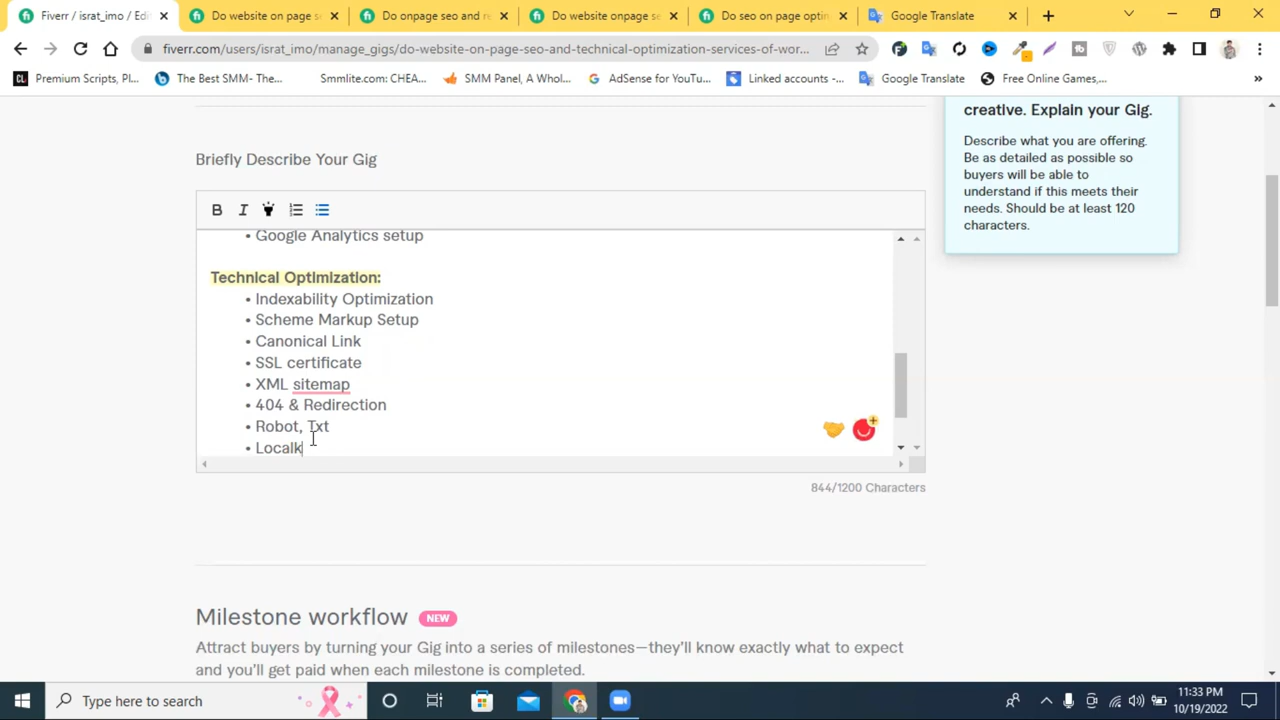 Fiverr / israt_imo / Edi
Do website on page s
Do onpage seo and re
Do website onpage se
Do seo on page optin
Google Translate
fiverr.com/users/israt_imo/manage_gigs/do-website-on-page-seo-and-technical-optimization-services-of-wor...
Premium Scripts, Pl...
The Best SMM- The...
Smmlite.com: CHEA...
SMM Panel, A Whol...
AdSense for YouTu...
Linked accounts -...
Google Translate
Free Online Games,...
creative. Explain your Gig.
Describe what you are offering.
Be as detailed as possible so
buyers will be able to
understand if this meets their
needs. Should be at least 120
characters.
Briefly Describe Your Gig
• Google Analytics setup
Technical Optimization:
• Indexability Optimization
• Scheme Markup Setup
• Canonical Link
• SSL certificate
• XML sitemap
• 404 & Redirection
• Robot, Txt
• Localk
844/1200 Characters
Milestone workflow NEW
Attract buyers by turning your Gig into a series of milestones—they'll know exactly what to expect
and you'll get paid when each milestone is completed.
Type here to search
11:33 PM
10/19/2022